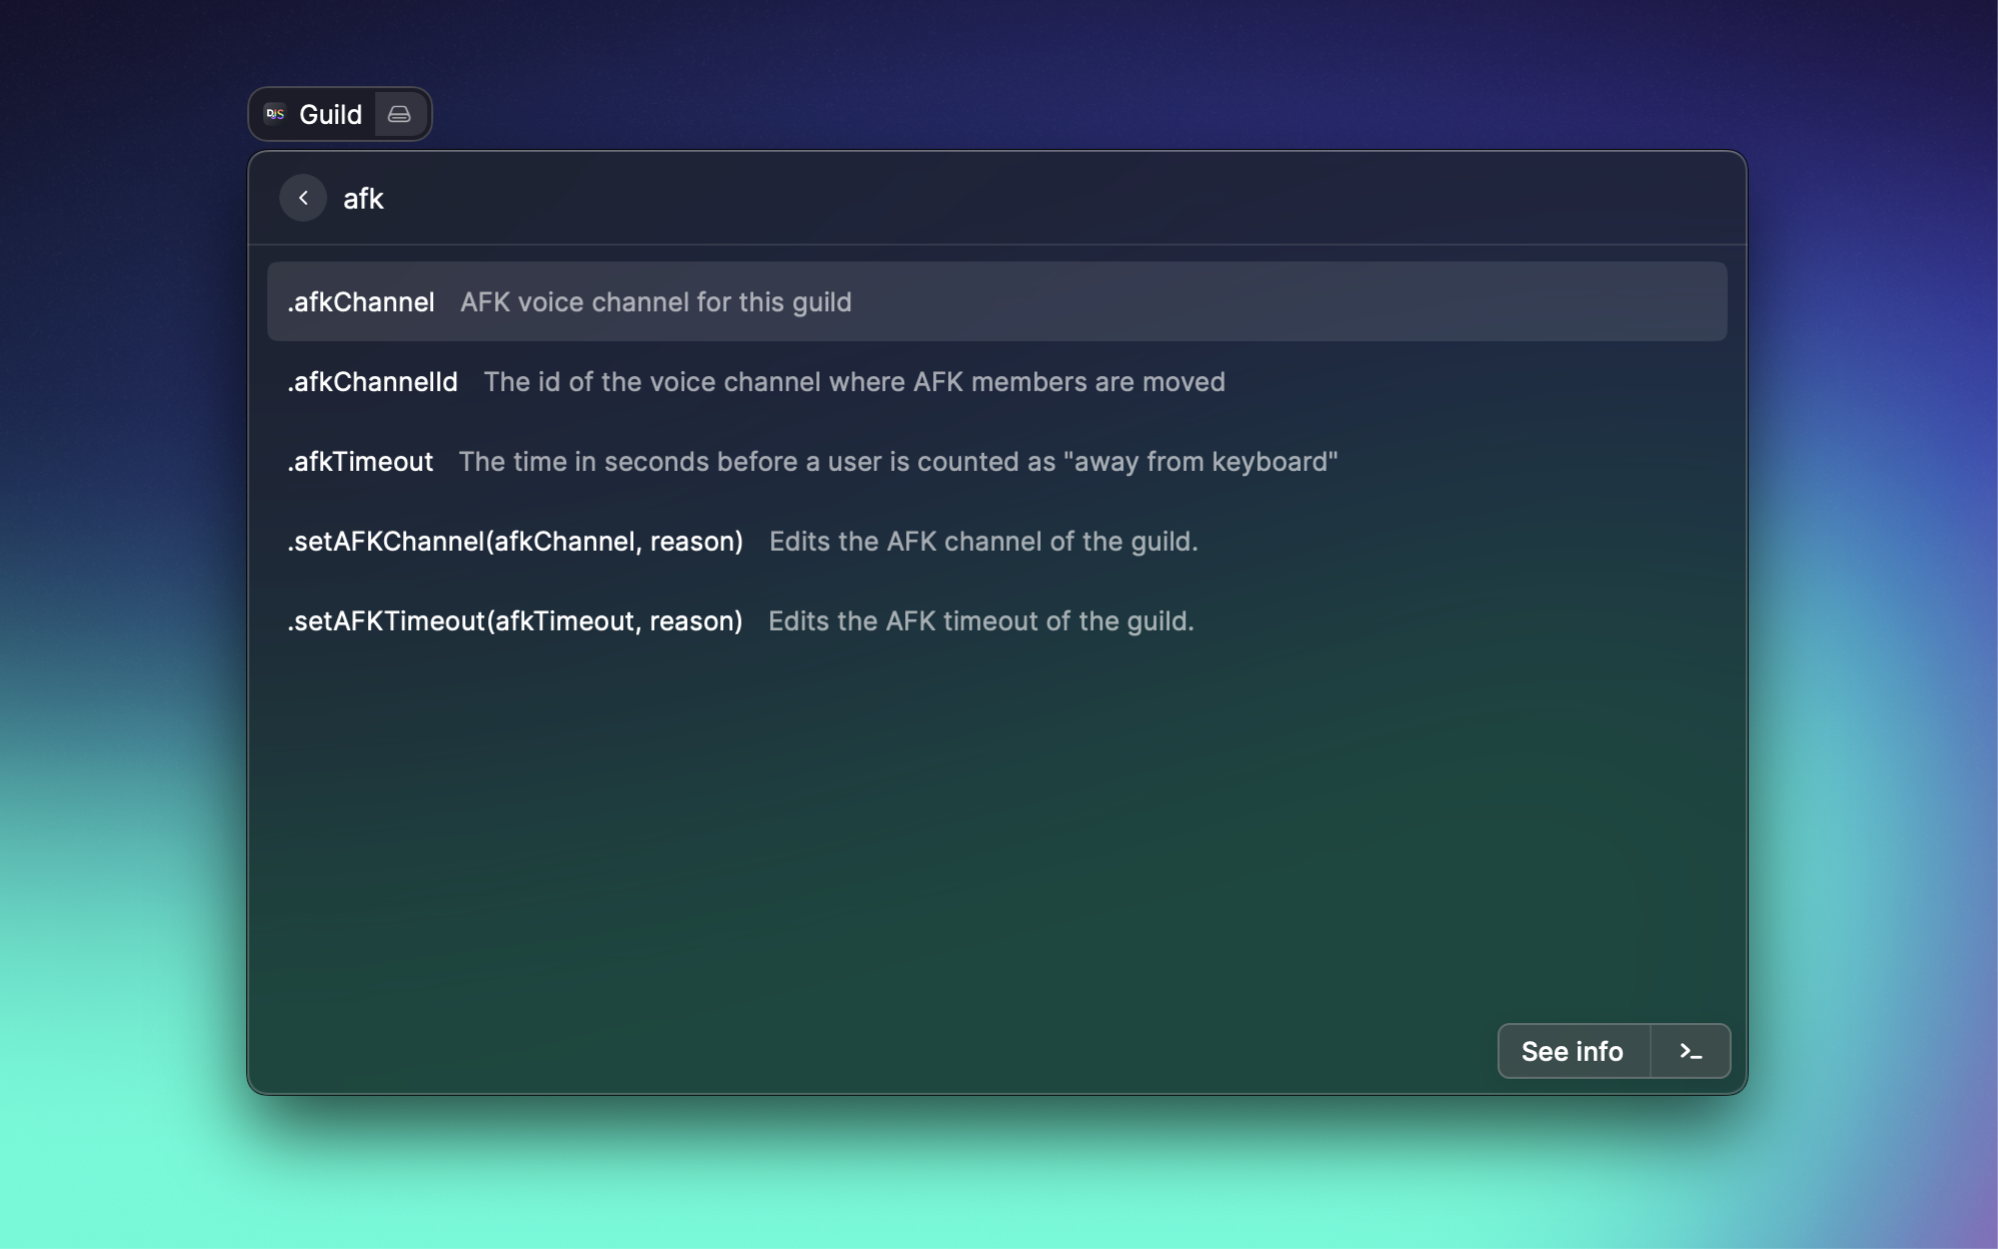 DJS Guild
afk
.afkChannel AFK voice channel for this guild
.afkChannelId The id of the voice channel where AFK members are moved
.afkTimeout The time in seconds before a user is counted as "away from keyboard"
.setAFKChannel(afkChannel, reason) Edits the AFK channel of the guild.
.setAFKTimeout(afkTimeout, reason) Edits the AFK timeout of the guild.
See info